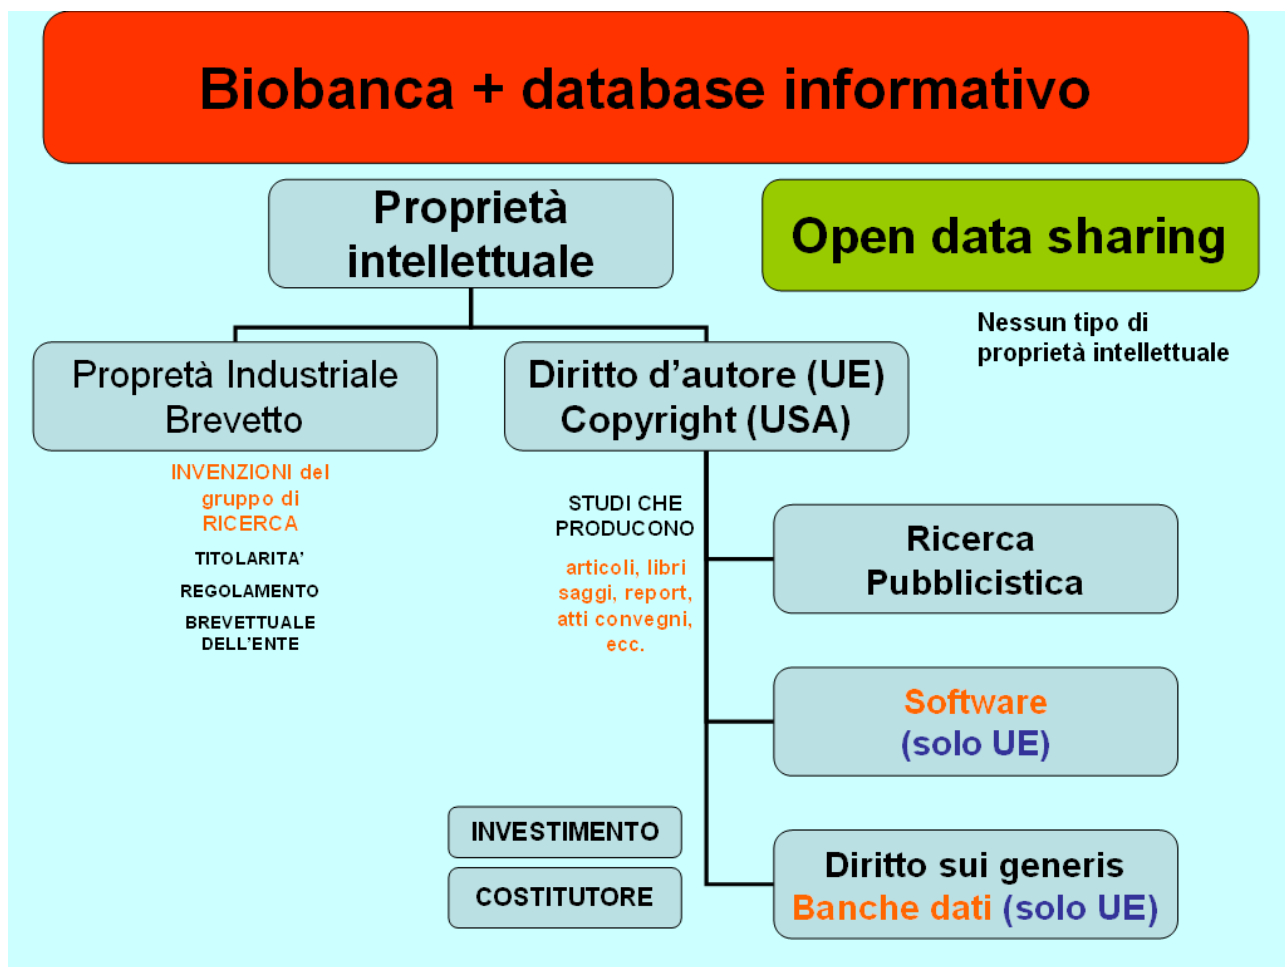 Biobanca + database informativo
Proprietà
intellettuale
Open data sharing
Nessun tipo di
proprietà intellettuale
Propretà Industriale
Brevetto
Diritto d'autore (UE)
Copyright (USA)
INVENZIONI del
gruppo di
RICERCA
TITOLARITA'
REGOLAMENTO
BREVETTUALE
DELL'ENTE
STUDI CHE
PRODUCONO
articoli, libri
saggi, report,
atti convegni,
ecc.
Ricerca
Pubblicistica
Software
(solo UE)
INVESTIMENTO
COSTITUTORE
Diritto sui generis
Banche dati (solo UE)